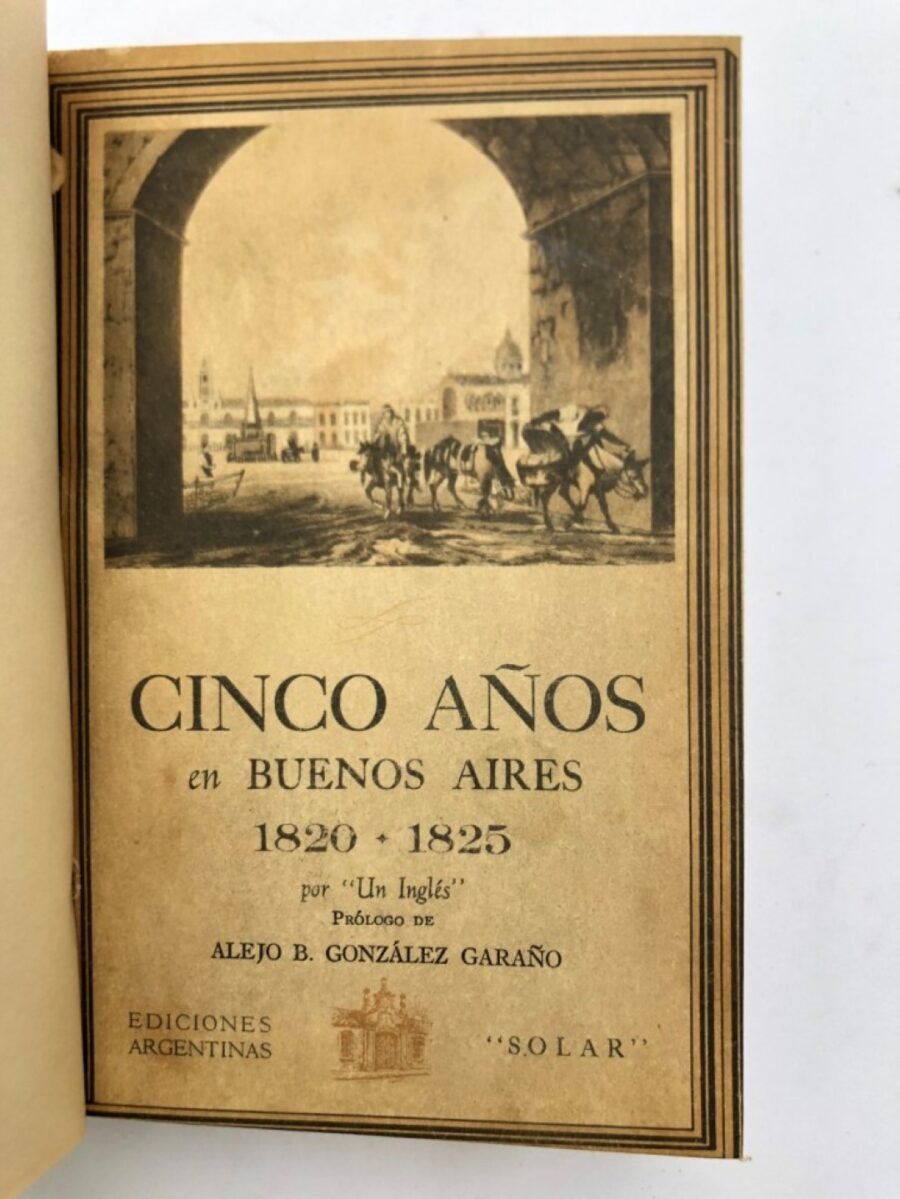 CINCO AÑOS
en BUENOS AIRES
1820 + 1825
por "Un Inglés"
PRÓLOGO DE
ALEJO B. GONZÁLEZ GARAÑO
EDICIONES
ARGENTINAS
"SOLAR"